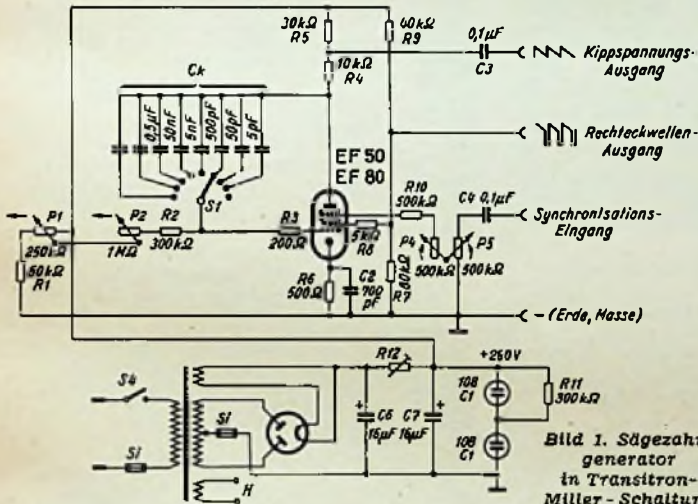 30kΩ
R5
40kΩ
R9
0,1µF
C3
Kippspannungs-
Ausgang
10kΩ
R4
Ck
0,5µF
50nF
5nF
500pF
50pF
5pF
EF 50
EF 80
Rechteckwellen-
Ausgang
S1
R10
500kΩ
C4 0,1µF
Synchronisations-
Eingang
P1
250kΩ
P2
1MΩ
R2
300kΩ
R3
200Ω
5kΩ
R8
P4
500kΩ
P5
500kΩ
50kΩ
R1
R6
500Ω
C2
700
pF
80kΩ
R7
-(Erde, Masse)
S4
Si
Si
H
R12
C6
16µF
C7
16µF
+250V
108
C1
108
C1
R11
300kΩ
Bild 1. Sägezahn
generator
in Transitron-
Miller-Schaltun